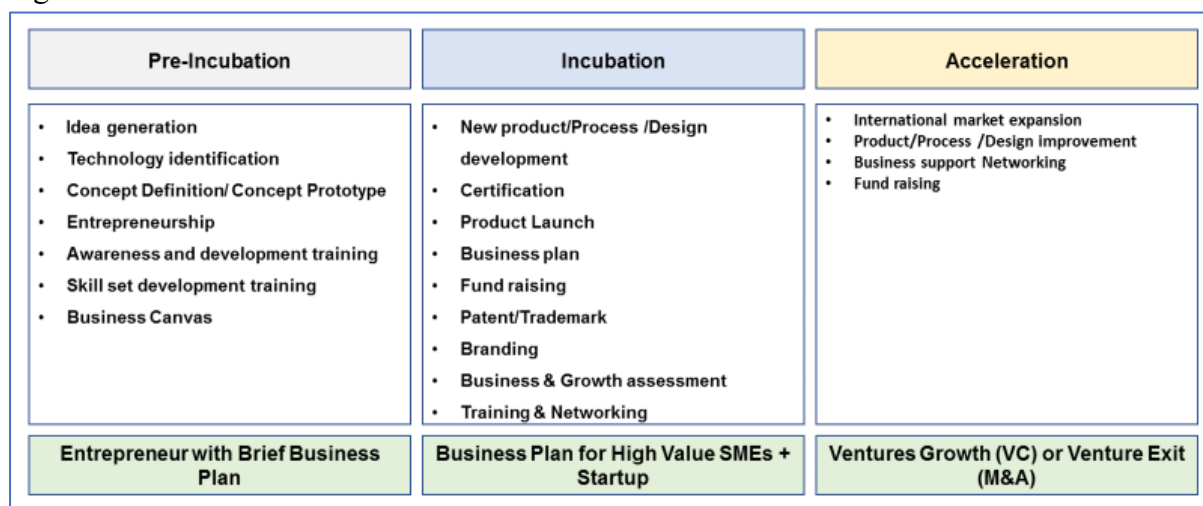 Pre-Incubation
• Idea generation
• Technology identification
• Concept Definition/ Concept Prototype
• Entrepreneurship
• Awareness and development training
• Skill set development training
• Business Canvas
Entrepreneur with Brief Business
Plan
Incubation
• New product/Process /Design
development
• Certification
• Product Launch
• Business plan
• Fund raising
• Patent/Trademark
• Branding
• Business & Growth assessment
• Training & Networking
Business Plan for High Value SMEs +
Startup
Acceleration
• International market expansion
• Product/Process /Design improvement
• Business support Networking
• Fund raising
Ventures Growth (VC) or Venture Exit
(M&A)